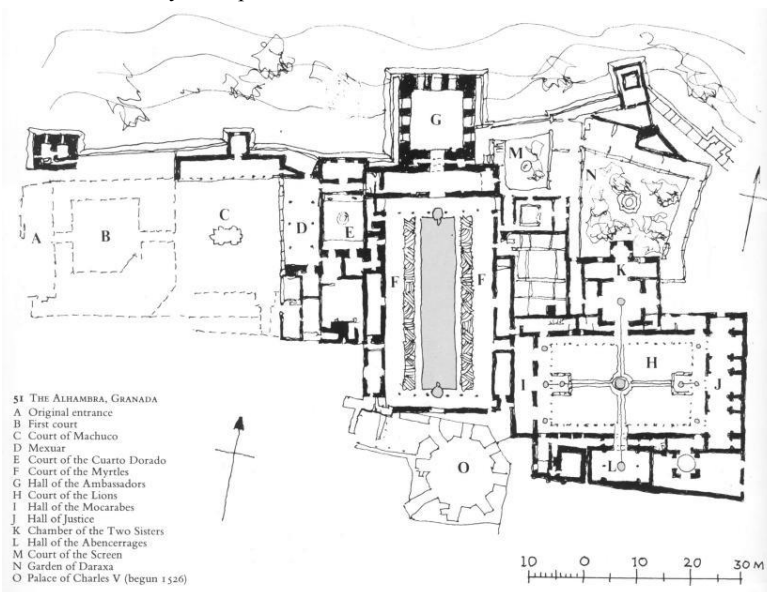 G
M
N
A
B
C
D
E
F
F
K
H
I
J
L
O
51 THE ALHAMBRA, GRANADA
A Original entrance
B First court
C Court of Machuco
D Mexuar
E Court of the Cuarto Dorado
F Court of the Myrtles
G Hall of the Ambassadors
H Court of the Lions
I Hall of the Mocarabes
J Hall of Justice
K Chamber of the Two Sisters
L Hall of the Abencerrages
M Court of the Screen
N Garden of Daraxa
O Palace of Charles V (begun 1526)
10 0 10 20 30 M